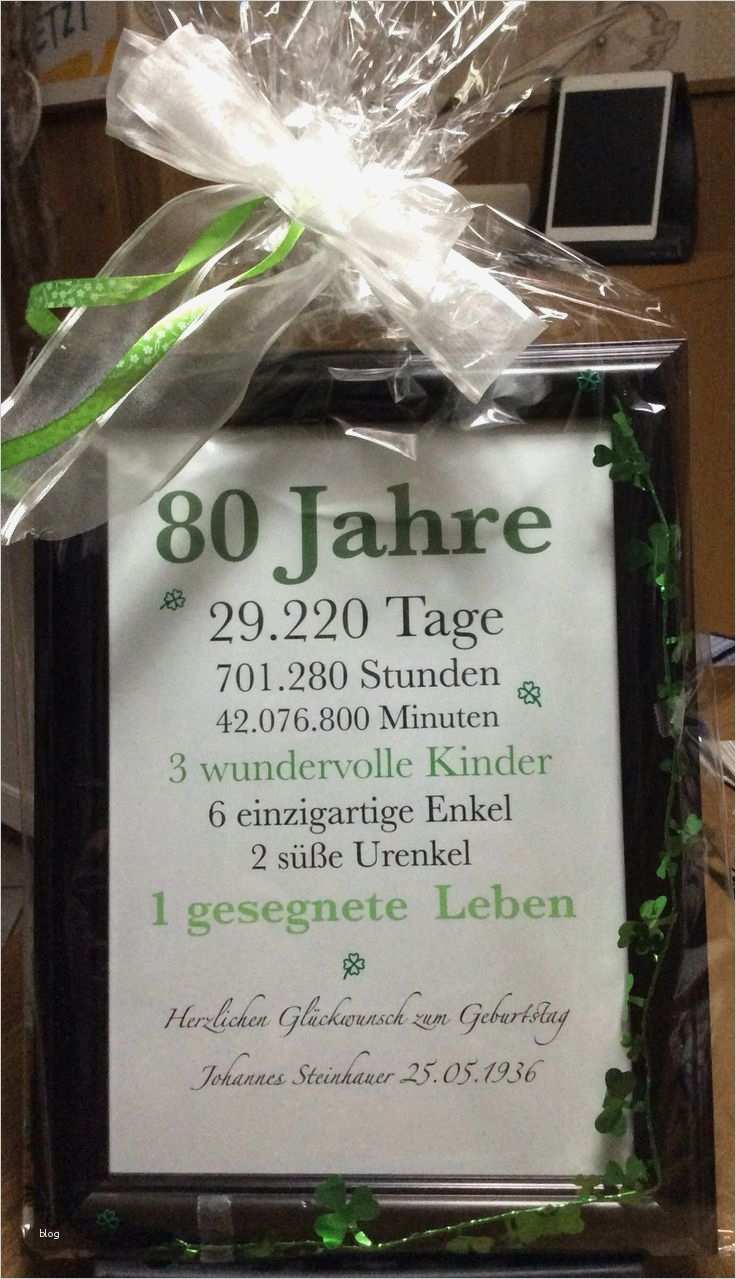 ETZT
80 Jahre
29.220 Tage
701.280 Stunden
42.076.800 Minuten
3 wundervolle Kinder
6 einzigartige Enkel
2 süße Urenkel
1 gesegnete Leben
Herzlichen Glückwunsch zum Geburtstag
Johannes Steinhauer 25.05.1936
blog